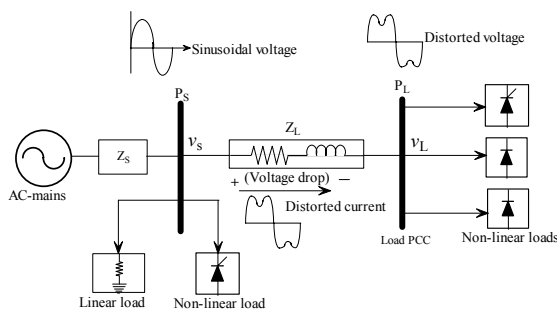 Sinusoidal voltage
Distorted voltage
P_S
P_L
Z_L
Z_S
v_s
v_L
AC-mains
+ (Voltage drop) −
Distorted current
Load PCC
Non-linear loads
Linear load
Non-linear load